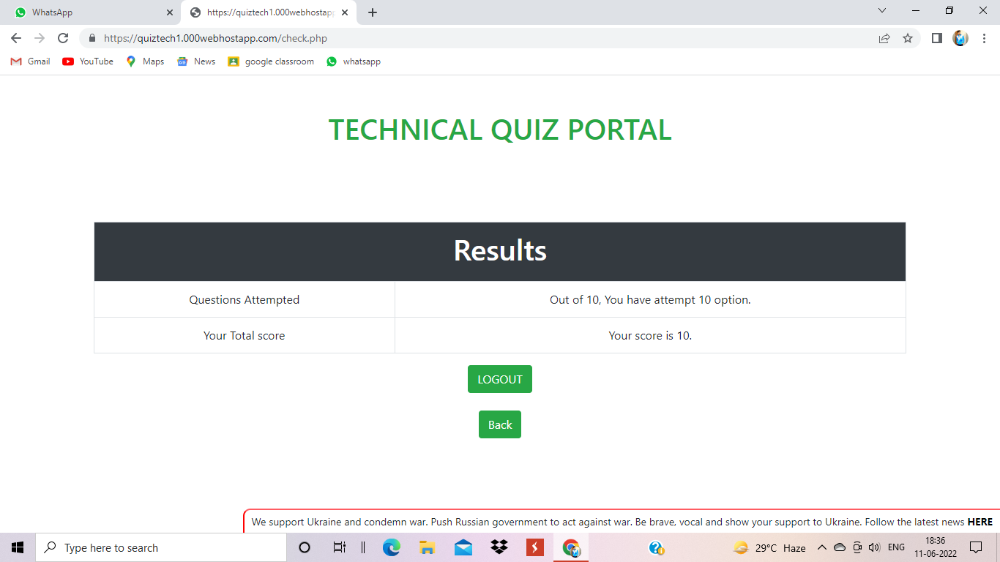 WhatsApp
https://quiztech1.000webhostapp
https://quiztech1.000webhostapp.com/check.php
Gmail YouTube Maps News google classroom whatsapp
TECHNICAL QUIZ PORTAL
Results
Questions Attempted Out of 10, You have attempt 10 option.
Your Total score Your score is 10.
LOGOUT
Back
We support Ukraine and condemn war. Push Russian government to act against war. Be brave, vocal and show your support to Ukraine. Follow the latest news HERE
Type here to search
29°C Haze
ENG
18:36
11-06-2022